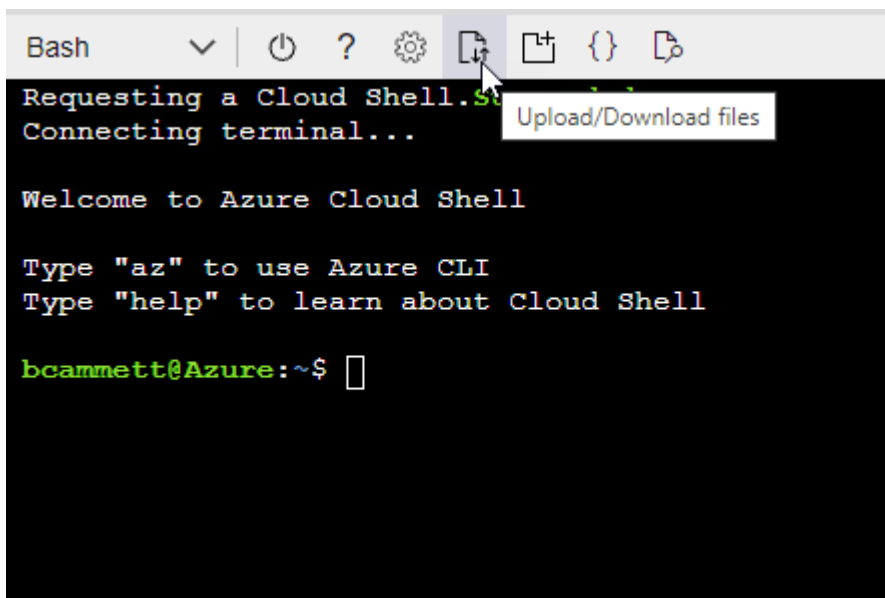 Bash
?
{}
Requesting a Cloud Shell.
Upload/Download files
Connecting terminal...
Welcome to Azure Cloud Shell
Type "az" to use Azure CLI
Type "help" to learn about Cloud Shell
bcammett@Azure:~$